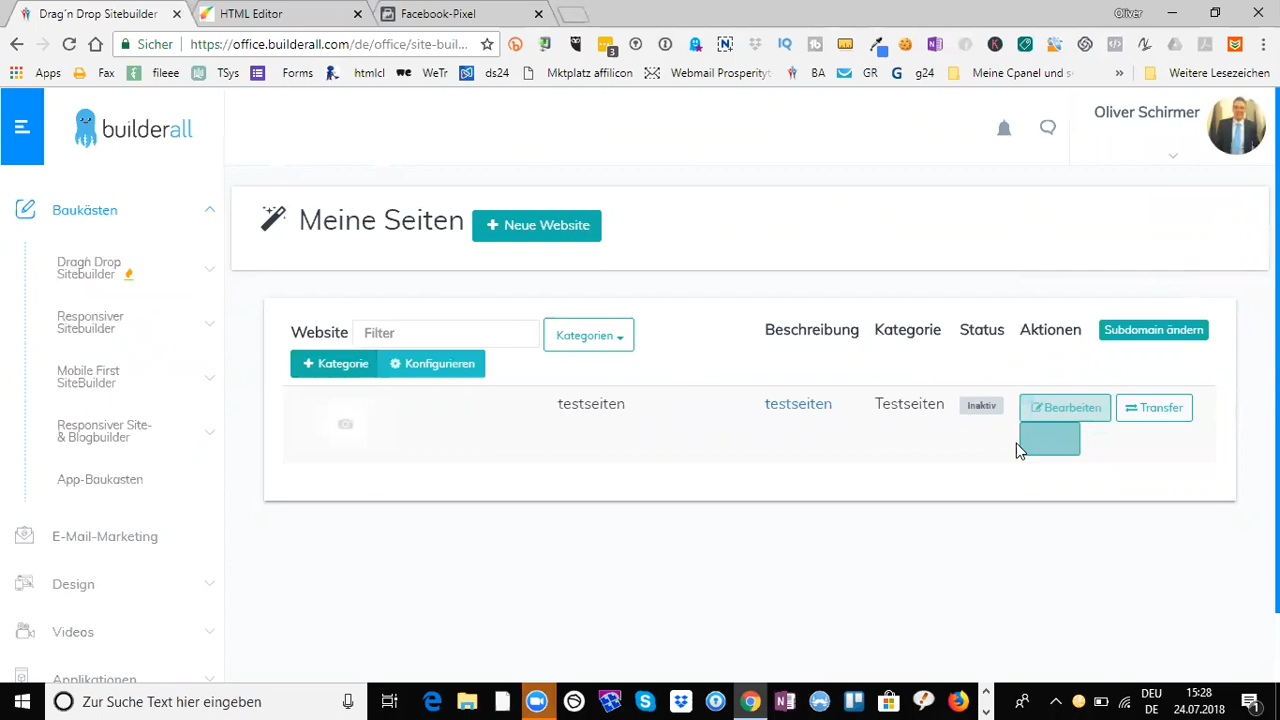 Drag´n Drop Sitebuilder
HTML Editor
Facebook-Pixel
Oliver
Sicher
https://office.builderall.com/de/office/site-buil...
3
Apps
Fax
fileee
TSys
Forms
htmlcl
WeTr
ds24
Mktplatz affilicon
Webmail Prosperity
BA
GR
g24
Meine Cpanel und s
Weitere Lesezeichen
builderall
Oliver Schirmer
Baukästen
Meine Seiten
+ Neue Website
Drag´n Drop
Sitebuilder
Responsiver
Sitebuilder
Mobile First
SiteBuilder
Responsiver Site-
& Blogbuilder
App-Baukasten
E-Mail-Marketing
Design
Videos
Applikationen
Website
Filter
Kategorien
Beschreibung
Kategorie
Status
Aktionen
Subdomain ändern
+ Kategorie
Konfigurieren
testseiten
testseiten
Testseiten
Inaktiv
Bearbeiten
Transfer
Zur Suche Text hier eingeben
DEU
DE
15:28
24.07.2018
1